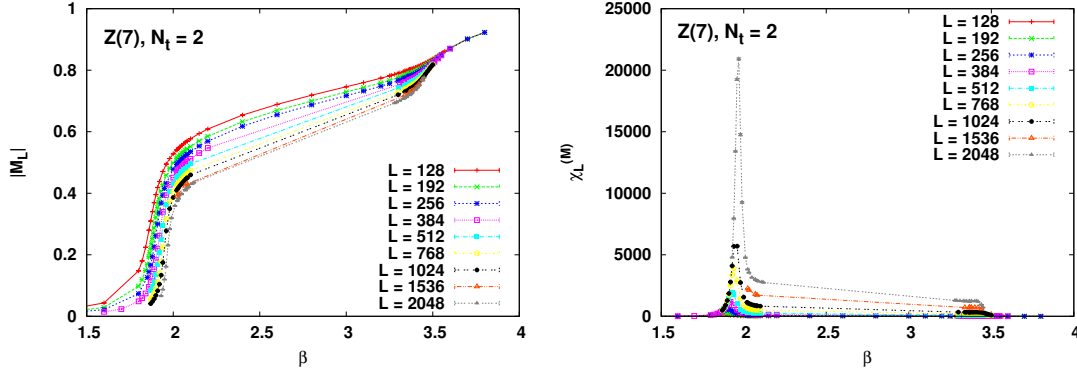 Z(7), N_t = 2
1
0.8
0.6
0.4
0.2
0
|M_L|
L = 128
L = 192
L = 256
L = 384
L = 512
L = 768
L = 1024
L = 1536
L = 2048
1.5 2 2.5 3 3.5 4
β
Z(7), N_t = 2
25000
20000
15000
10000
5000
0
χ_L^(M)
L = 128
L = 192
L = 256
L = 384
L = 512
L = 768
L = 1024
L = 1536
L = 2048
1.5 2 2.5 3 3.5 4
β